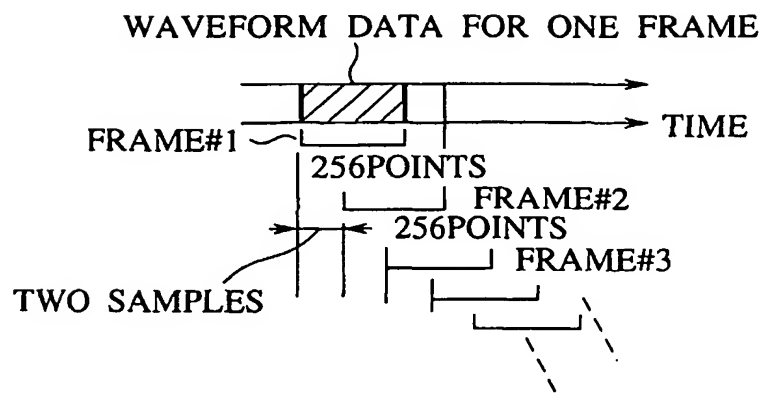 WAVEFORM DATA FOR ONE FRAME
TIME
FRAME#1
256POINTS
FRAME#2
256POINTS
FRAME#3
TWO SAMPLES